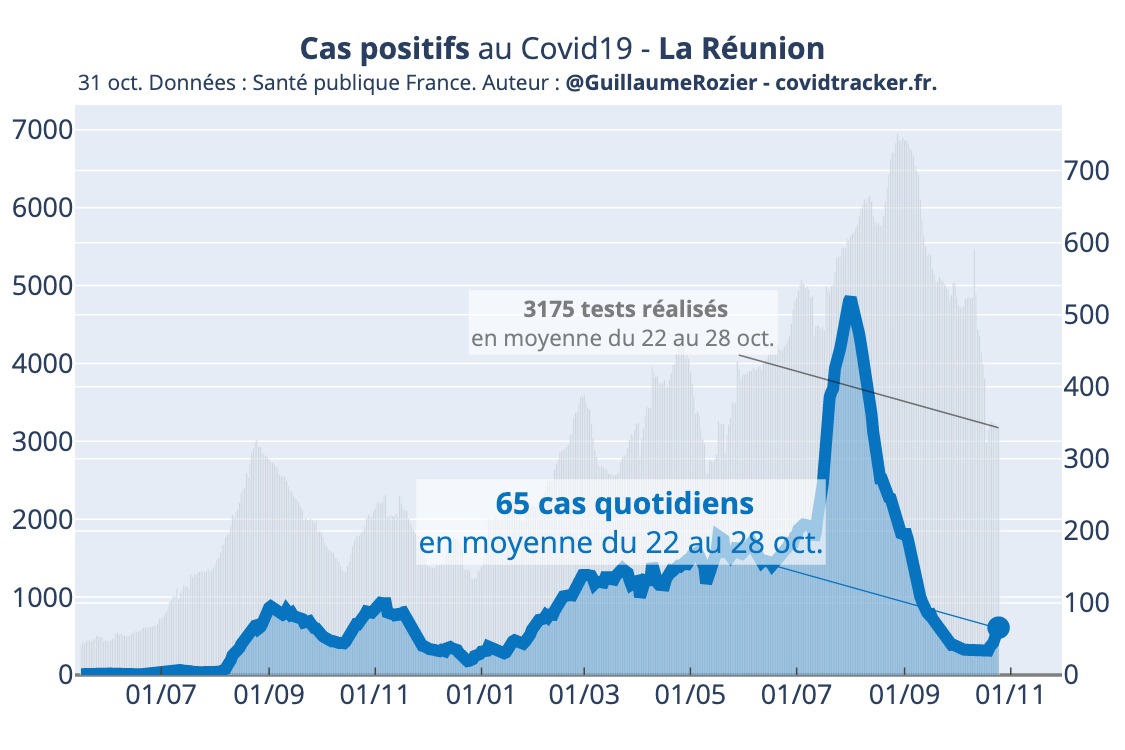 Cas positifs au Covid19 - La Réunion
31 oct. Données : Santé publique France. Auteur : @GuillaumeRozier - covidtracker.fr.
7000
6000
5000
4000
3000
2000
1000
0
700
600
500
400
300
200
100
0
3175 tests réalisés
en moyenne du 22 au 28 oct.
65 cas quotidiens
en moyenne du 22 au 28 oct.
01/07 01/09 01/11 01/01 01/03 01/05 01/07 01/09 01/11